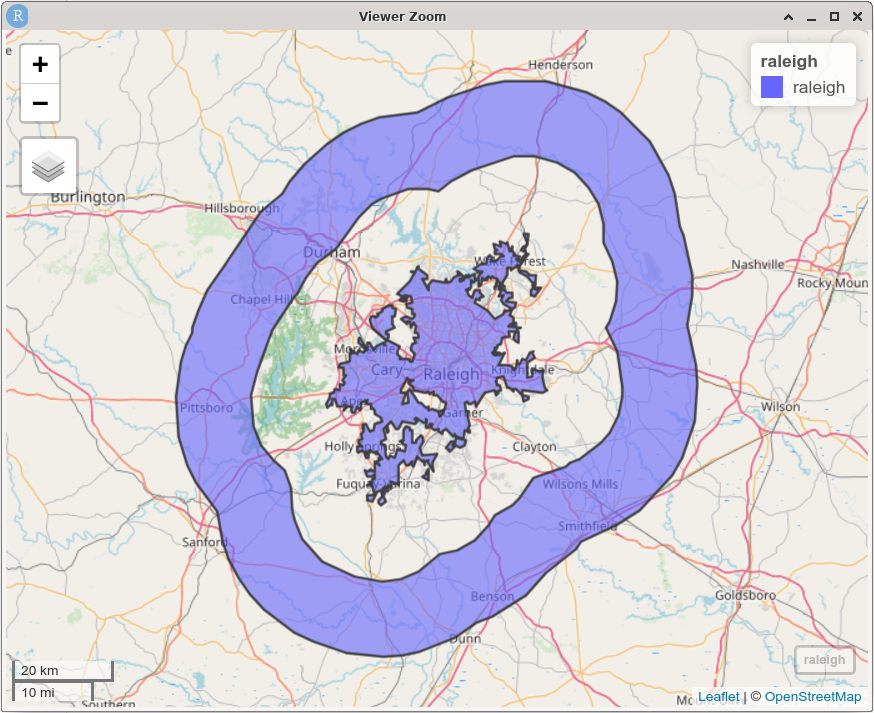 R
Viewer Zoom
Henderson
+
raleigh
raleigh
−
Burlington
Hillsborough
Durham
Wake Forest
Nashville
Rocky Moun
Chapel Hill
Morrisville
Cary
Raleigh
Knightdale
Pittsboro
Apex
Garner
Wilson
Holly Springs
Clayton
Fuquay-Varina
Wilsons Mills
Smithfield
Sanford
Benson
Goldsboro
Dunn
raleigh
20 km
10 mi
Southern
Leaflet | © OpenStreetMap